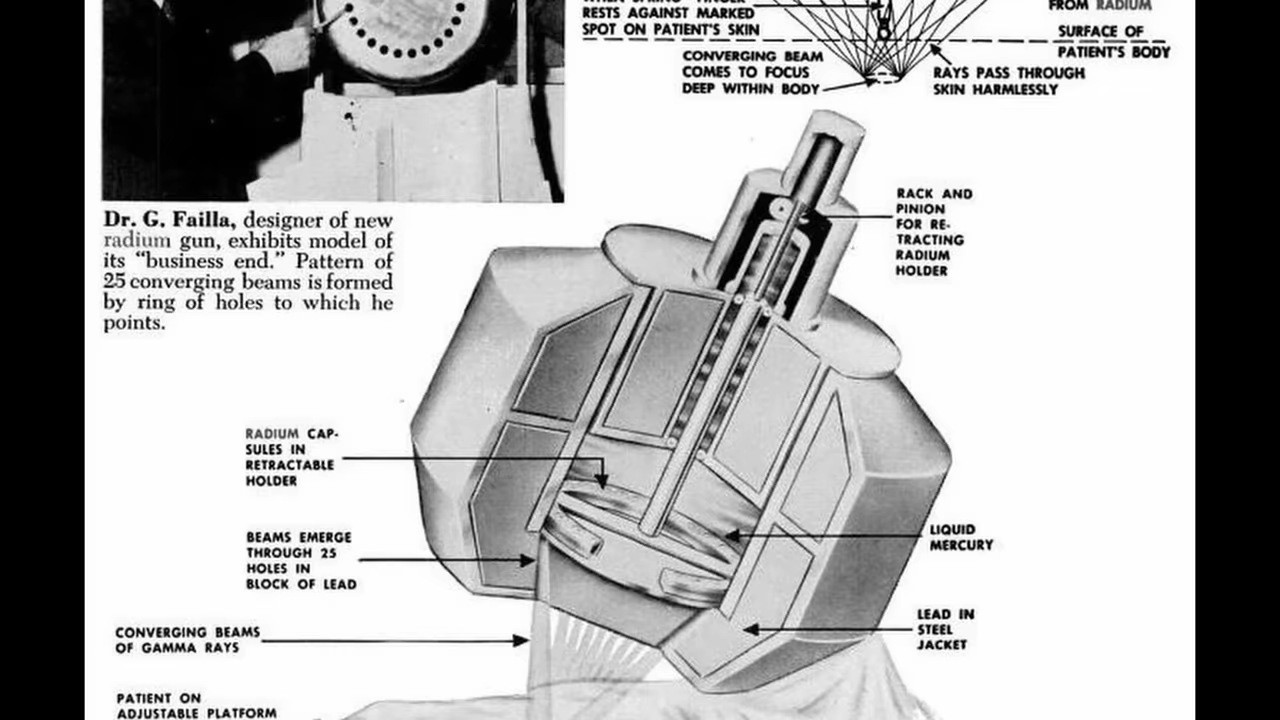 WHEN SPRING "FINGER"
RESTS AGAINST MARKED
SPOT ON PATIENT'S SKIN
FROM RADIUM
SURFACE OF
PATIENT'S BODY
CONVERGING BEAM
COMES TO FOCUS
DEEP WITHIN BODY
RAYS PASS THROUGH
SKIN HARMLESSLY
Dr. G. Failla, designer of new
radium gun, exhibits model of
its "business end." Pattern of
25 converging beams is formed
by ring of holes to which he
points.
RACK AND
PINION
FOR RE-
TRACTING
RADIUM
HOLDER
RADIUM CAP-
SULES IN
RETRACTABLE
HOLDER
BEAMS EMERGE
THROUGH 25
HOLES IN
BLOCK OF LEAD
LIQUID
MERCURY
LEAD IN
STEEL
JACKET
CONVERGING BEAMS
OF GAMMA RAYS
PATIENT ON
ADJUSTABLE PLATFORM